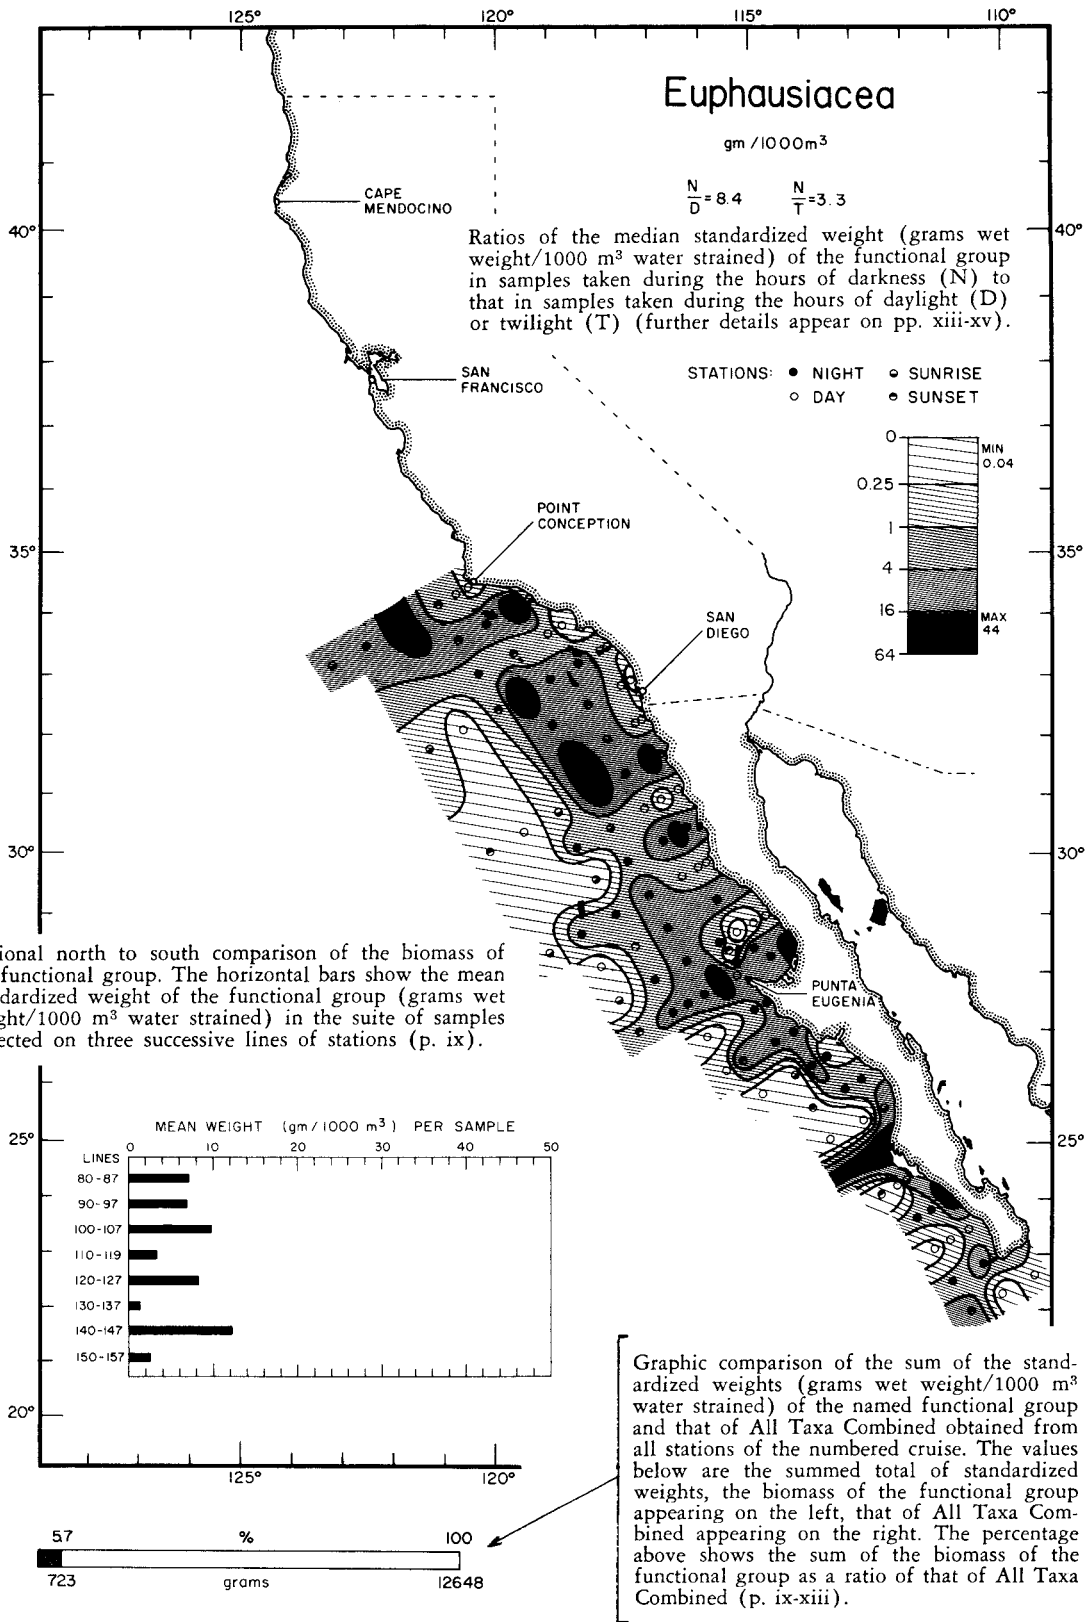 125° 120° 115° 110°
Euphausiacea
gm/1000m³
N/D=8.4 N/T=3.3
Ratios of the median standardized weight (grams wet
weight/1000 m³ water strained) of the functional group
in samples taken during the hours of darkness (N) to
that in samples taken during the hours of daylight (D)
or twilight (T) (further details appear on pp. xiii-xv).
STATIONS: NIGHT SUNRISE
DAY SUNSET
0
MIN
0.04
0.25
1
4
16
MAX
44
64
CAPE
MENDOCINO
40° 40°
SAN
FRANCISCO
POINT
CONCEPTION
35° 35°
SAN
DIEGO
30° 30°
PUNTA
EUGENIA
ional north to south comparison of the biomass of
functional group. The horizontal bars show the mean
dardized weight of the functional group (grams wet
ght/1000 m³ water strained) in the suite of samples
ected on three successive lines of stations (p. ix).
25° 25°
MEAN WEIGHT (gm/1000 m³) PER SAMPLE
0 10 20 30 40 50
LINES
80-87
90-97
100-107
110-119
120-127
130-137
140-147
150-157
20°
125° 120°
Graphic comparison of the sum of the stand-
ardized weights (grams wet weight/1000 m³
water strained) of the named functional group
and that of All Taxa Combined obtained from
all stations of the numbered cruise. The values
below are the summed total of standardized
weights, the biomass of the functional group
appearing on the left, that of All Taxa Com-
bined appearing on the right. The percentage
above shows the sum of the biomass of the
functional group as a ratio of that of All Taxa
Combined (p. ix-xiii).
5.7 % 100
723 grams 12648